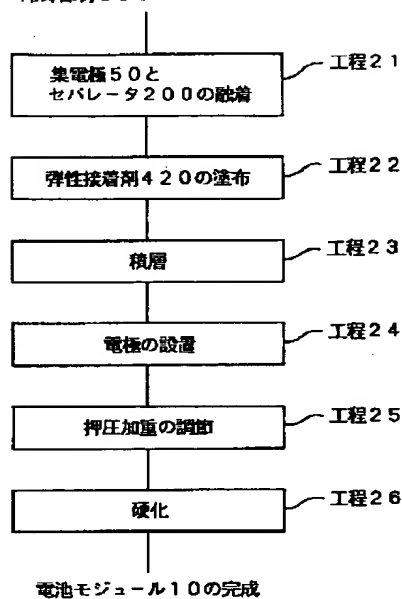 工程21
集電極50と
セパレータ200の融着
工程22
弾性接着剤420の塗布
工程23
積層
工程24
電極の設置
工程25
押圧加重の調節
工程26
硬化
電池モジュール10の完成